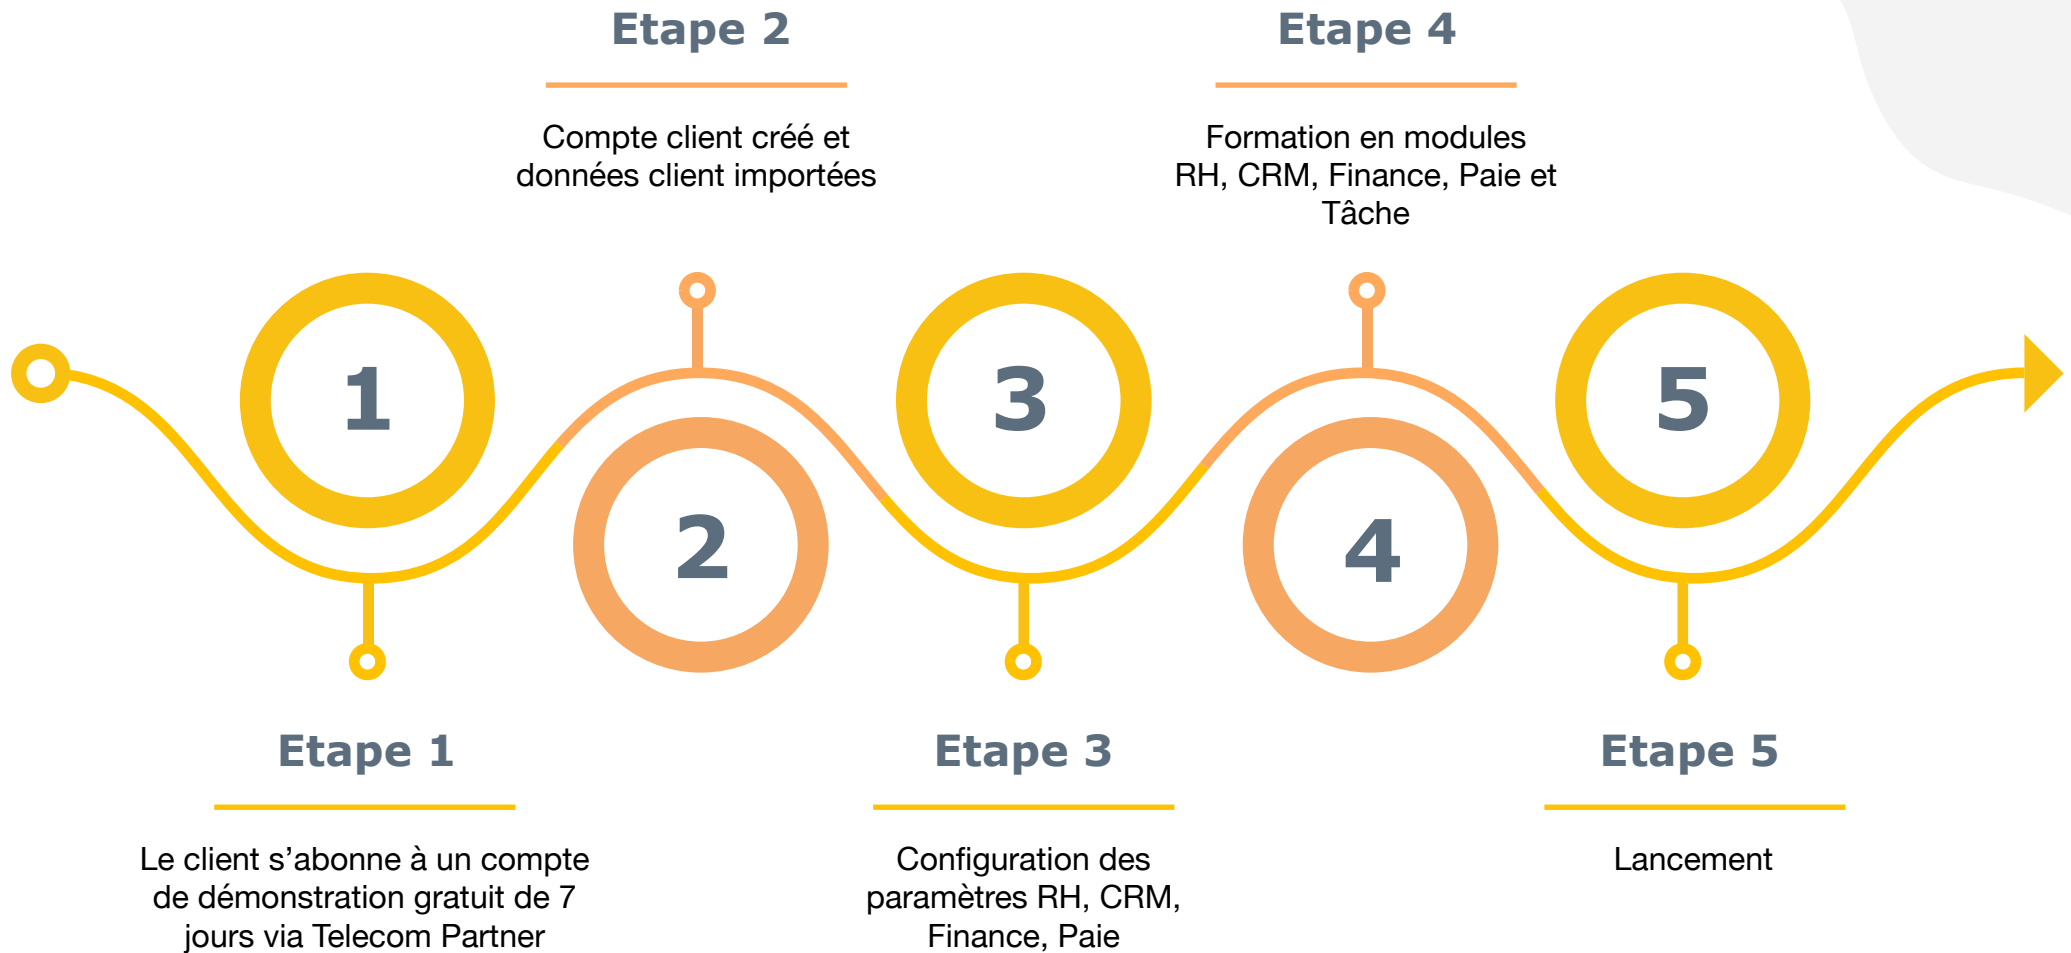 Etape 2
Compte client créé et
données client importées
Etape 4
Formation en modules
RH, CRM, Finance, Paie et
Tâche
1
2
3
4
5
Etape 1
Le client s’abonne à un compte
de démonstration gratuit de 7
jours via Telecom Partner
Etape 3
Configuration des
paramètres RH, CRM,
Finance, Paie
Etape 5
Lancement